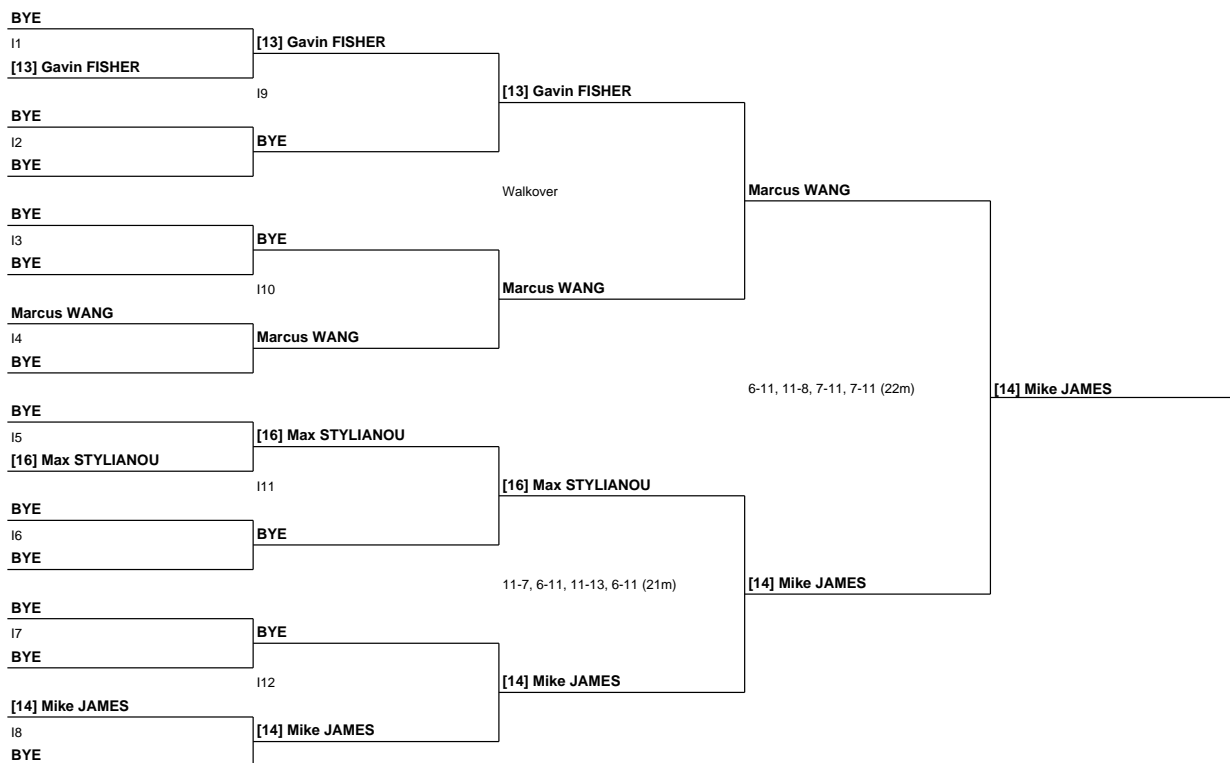 BYE
I1
[13] Gavin FISHER
[13] Gavin FISHER
I9
[13] Gavin FISHER
BYE
I2
BYE
BYE
Walkover
Marcus WANG
BYE
I3
BYE
BYE
I10
Marcus WANG
Marcus WANG
I4
Marcus WANG
BYE
6-11, 11-8, 7-11, 7-11 (22m)
[14] Mike JAMES
BYE
I5
[16] Max STYLIANOU
[16] Max STYLIANOU
I11
[16] Max STYLIANOU
BYE
I6
BYE
BYE
11-7, 6-11, 11-13, 6-11 (21m)
[14] Mike JAMES
BYE
I7
BYE
BYE
I12
[14] Mike JAMES
[14] Mike JAMES
I8
[14] Mike JAMES
BYE